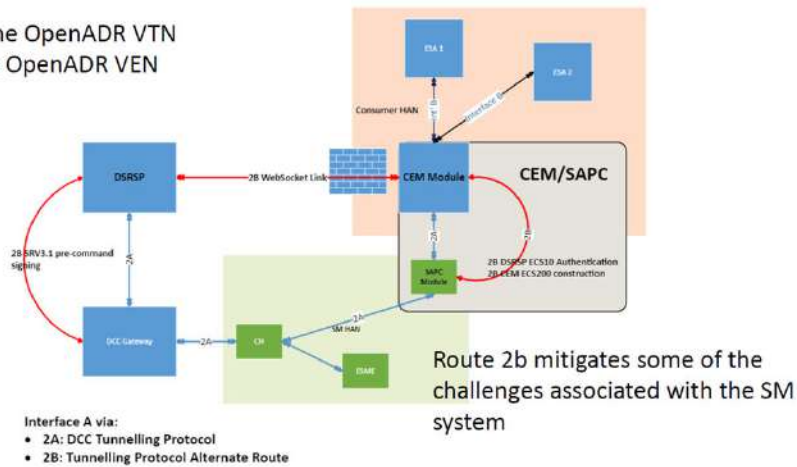 ne OpenADR VTN
OpenADR VEN
ESA 1
ESA 2
Consumer HAN
Int' B
Interface B
DSRSP
2B WebSocket Link
CEM Module
CEM/SAPC
2B SRV3.1 pre-command
signing
2A
2A
2B
2B DSRSP ECS10 Authentication
2B CEM ECS200 construction
SAPC
Module
2A
SM HAN
DCC Gateway
2A
CH
ESME
Route 2b mitigates some of the
challenges associated with the SM
system
Interface A via:
• 2A: DCC Tunnelling Protocol
• 2B: Tunnelling Protocol Alternate Route